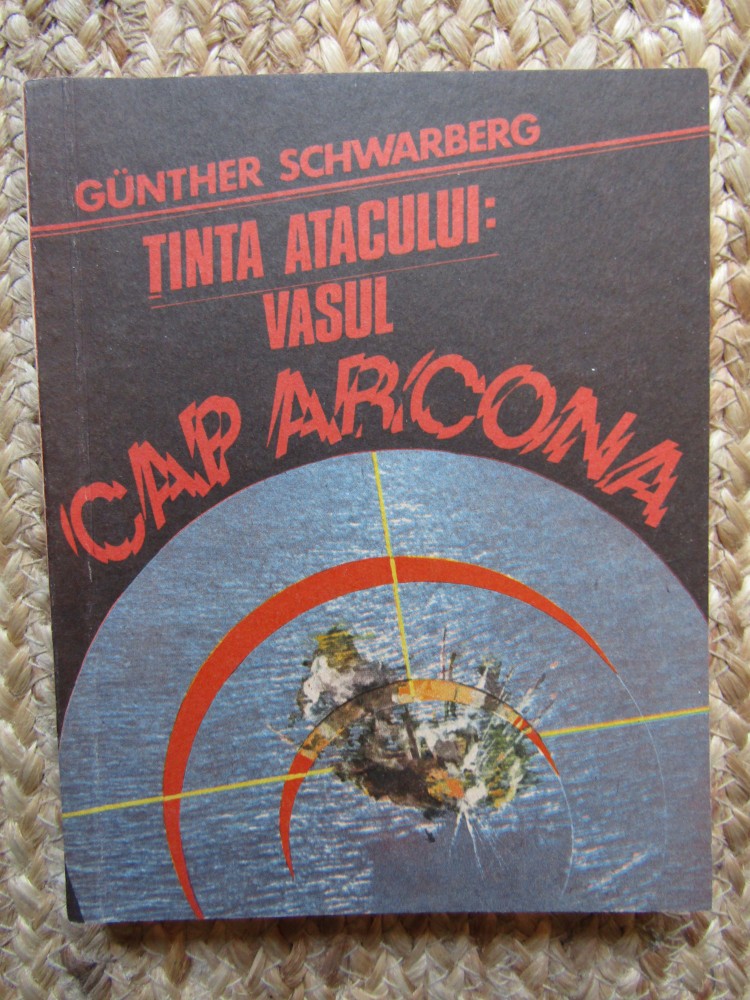 GÜNTHER SCHWARBERG
ȚINTA ATACULUI:
VASUL
CAP ARCONA